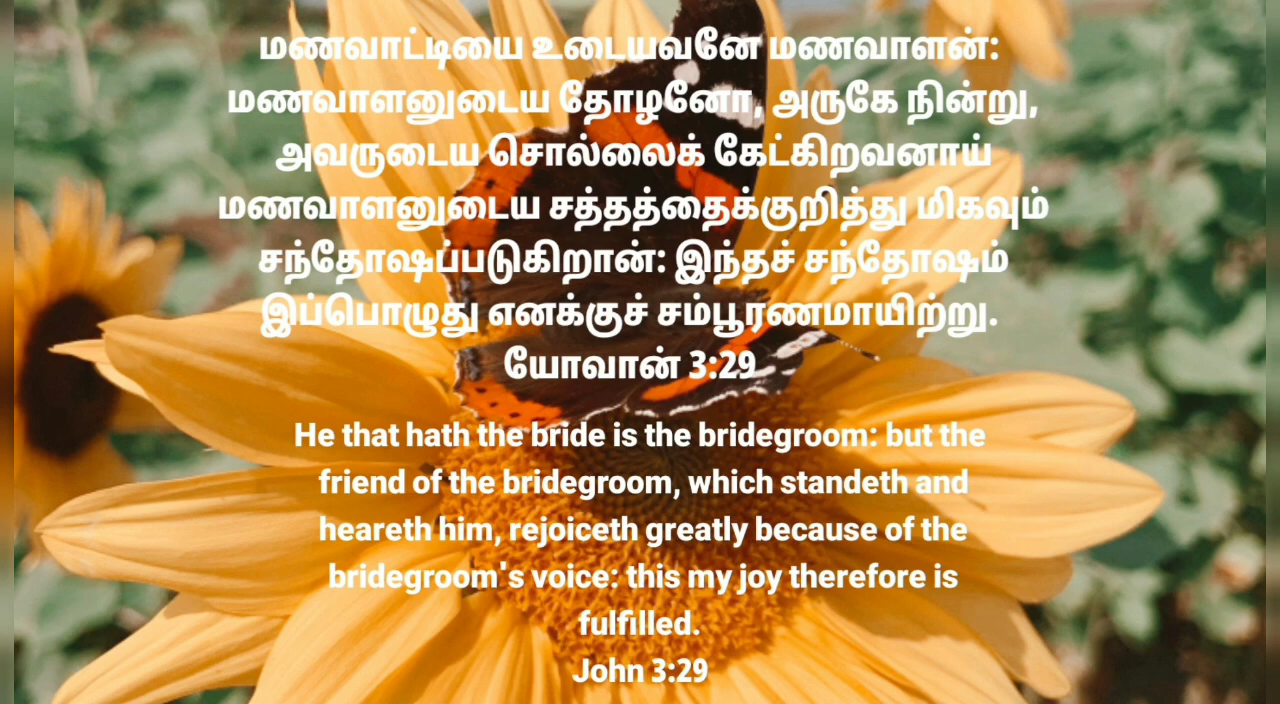 மணவாட்டியை உடையவனே மணவாளன்:
மணவாளனுடைய தோழனோ, அருகே நின்று,
அவருடைய சொல்லைக் கேட்கிறவனாய்
மணவாளனுடைய சத்தத்தைக்குறித்து மிகவும்
சந்தோஷப்படுகிறான்: இந்தச் சந்தோஷம்
இப்பொழுது எனக்குச் சம்பூரணமாயிற்று.
யோவான் 3:29
He that hath the bride is the bridegroom: but the
friend of the bridegroom, which standeth and
heareth him, rejoiceth greatly because of the
bridegroom's voice: this my joy therefore is
fulfilled.
John 3:29